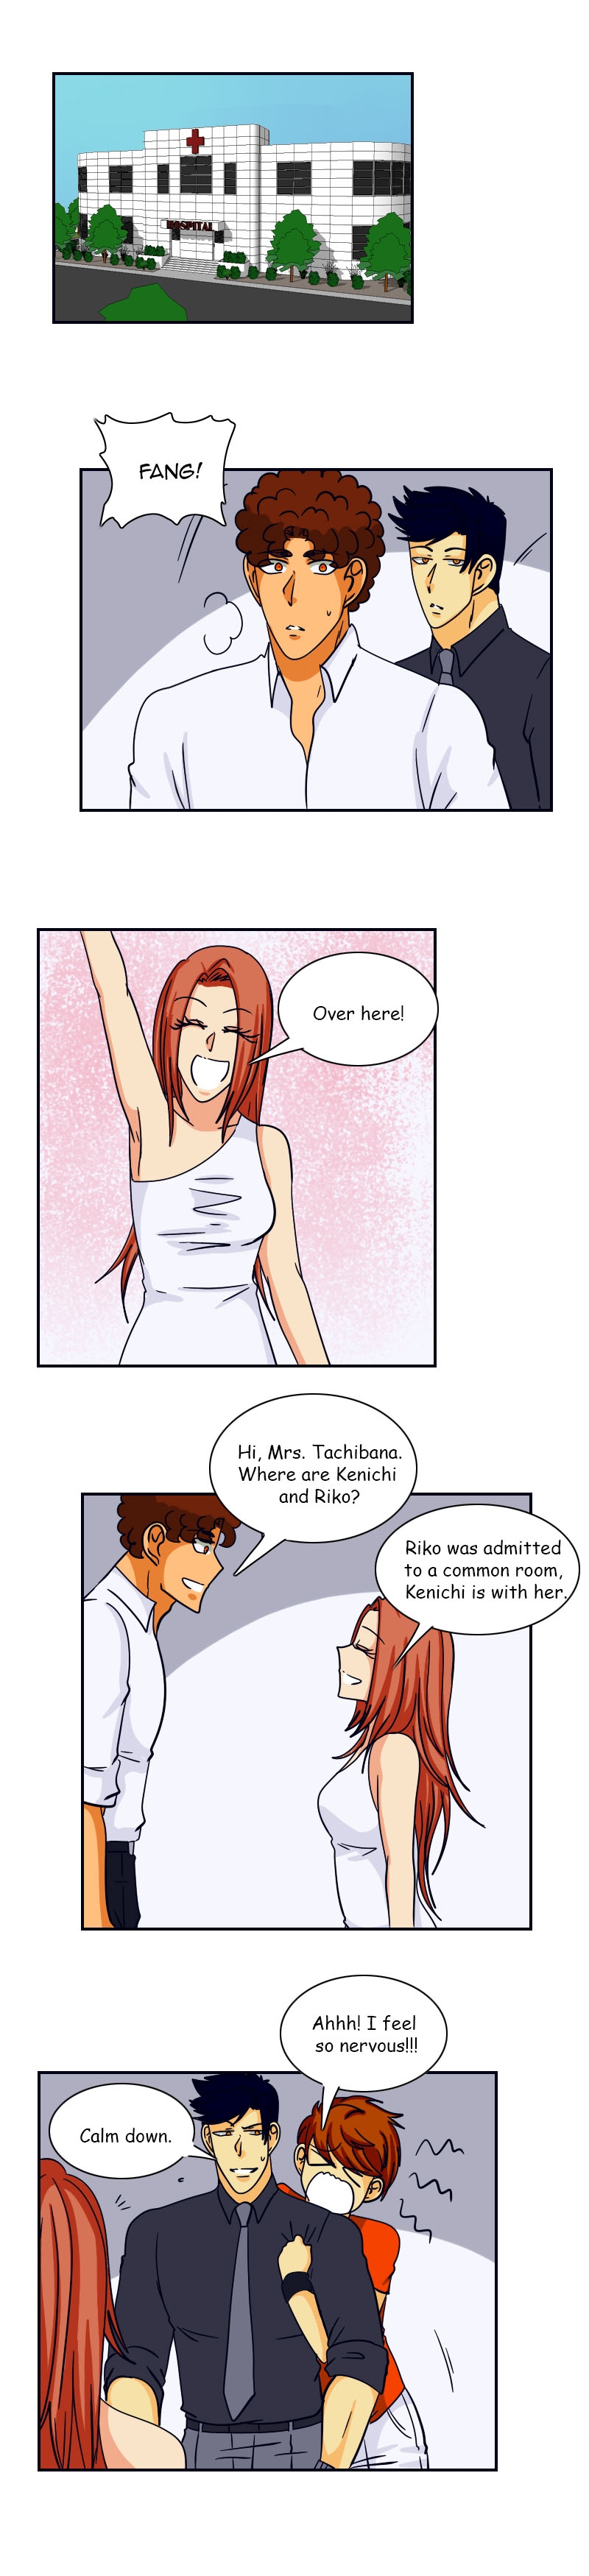 HOSPITAL
FANG!
Over here!
Hi, Mrs. Tachibana.
Where are Kenichi
and Riko?
Riko was admitted
to a common room,
Kenichi is with her.
Ahhh! I feel
so nervous!!!
Calm down.